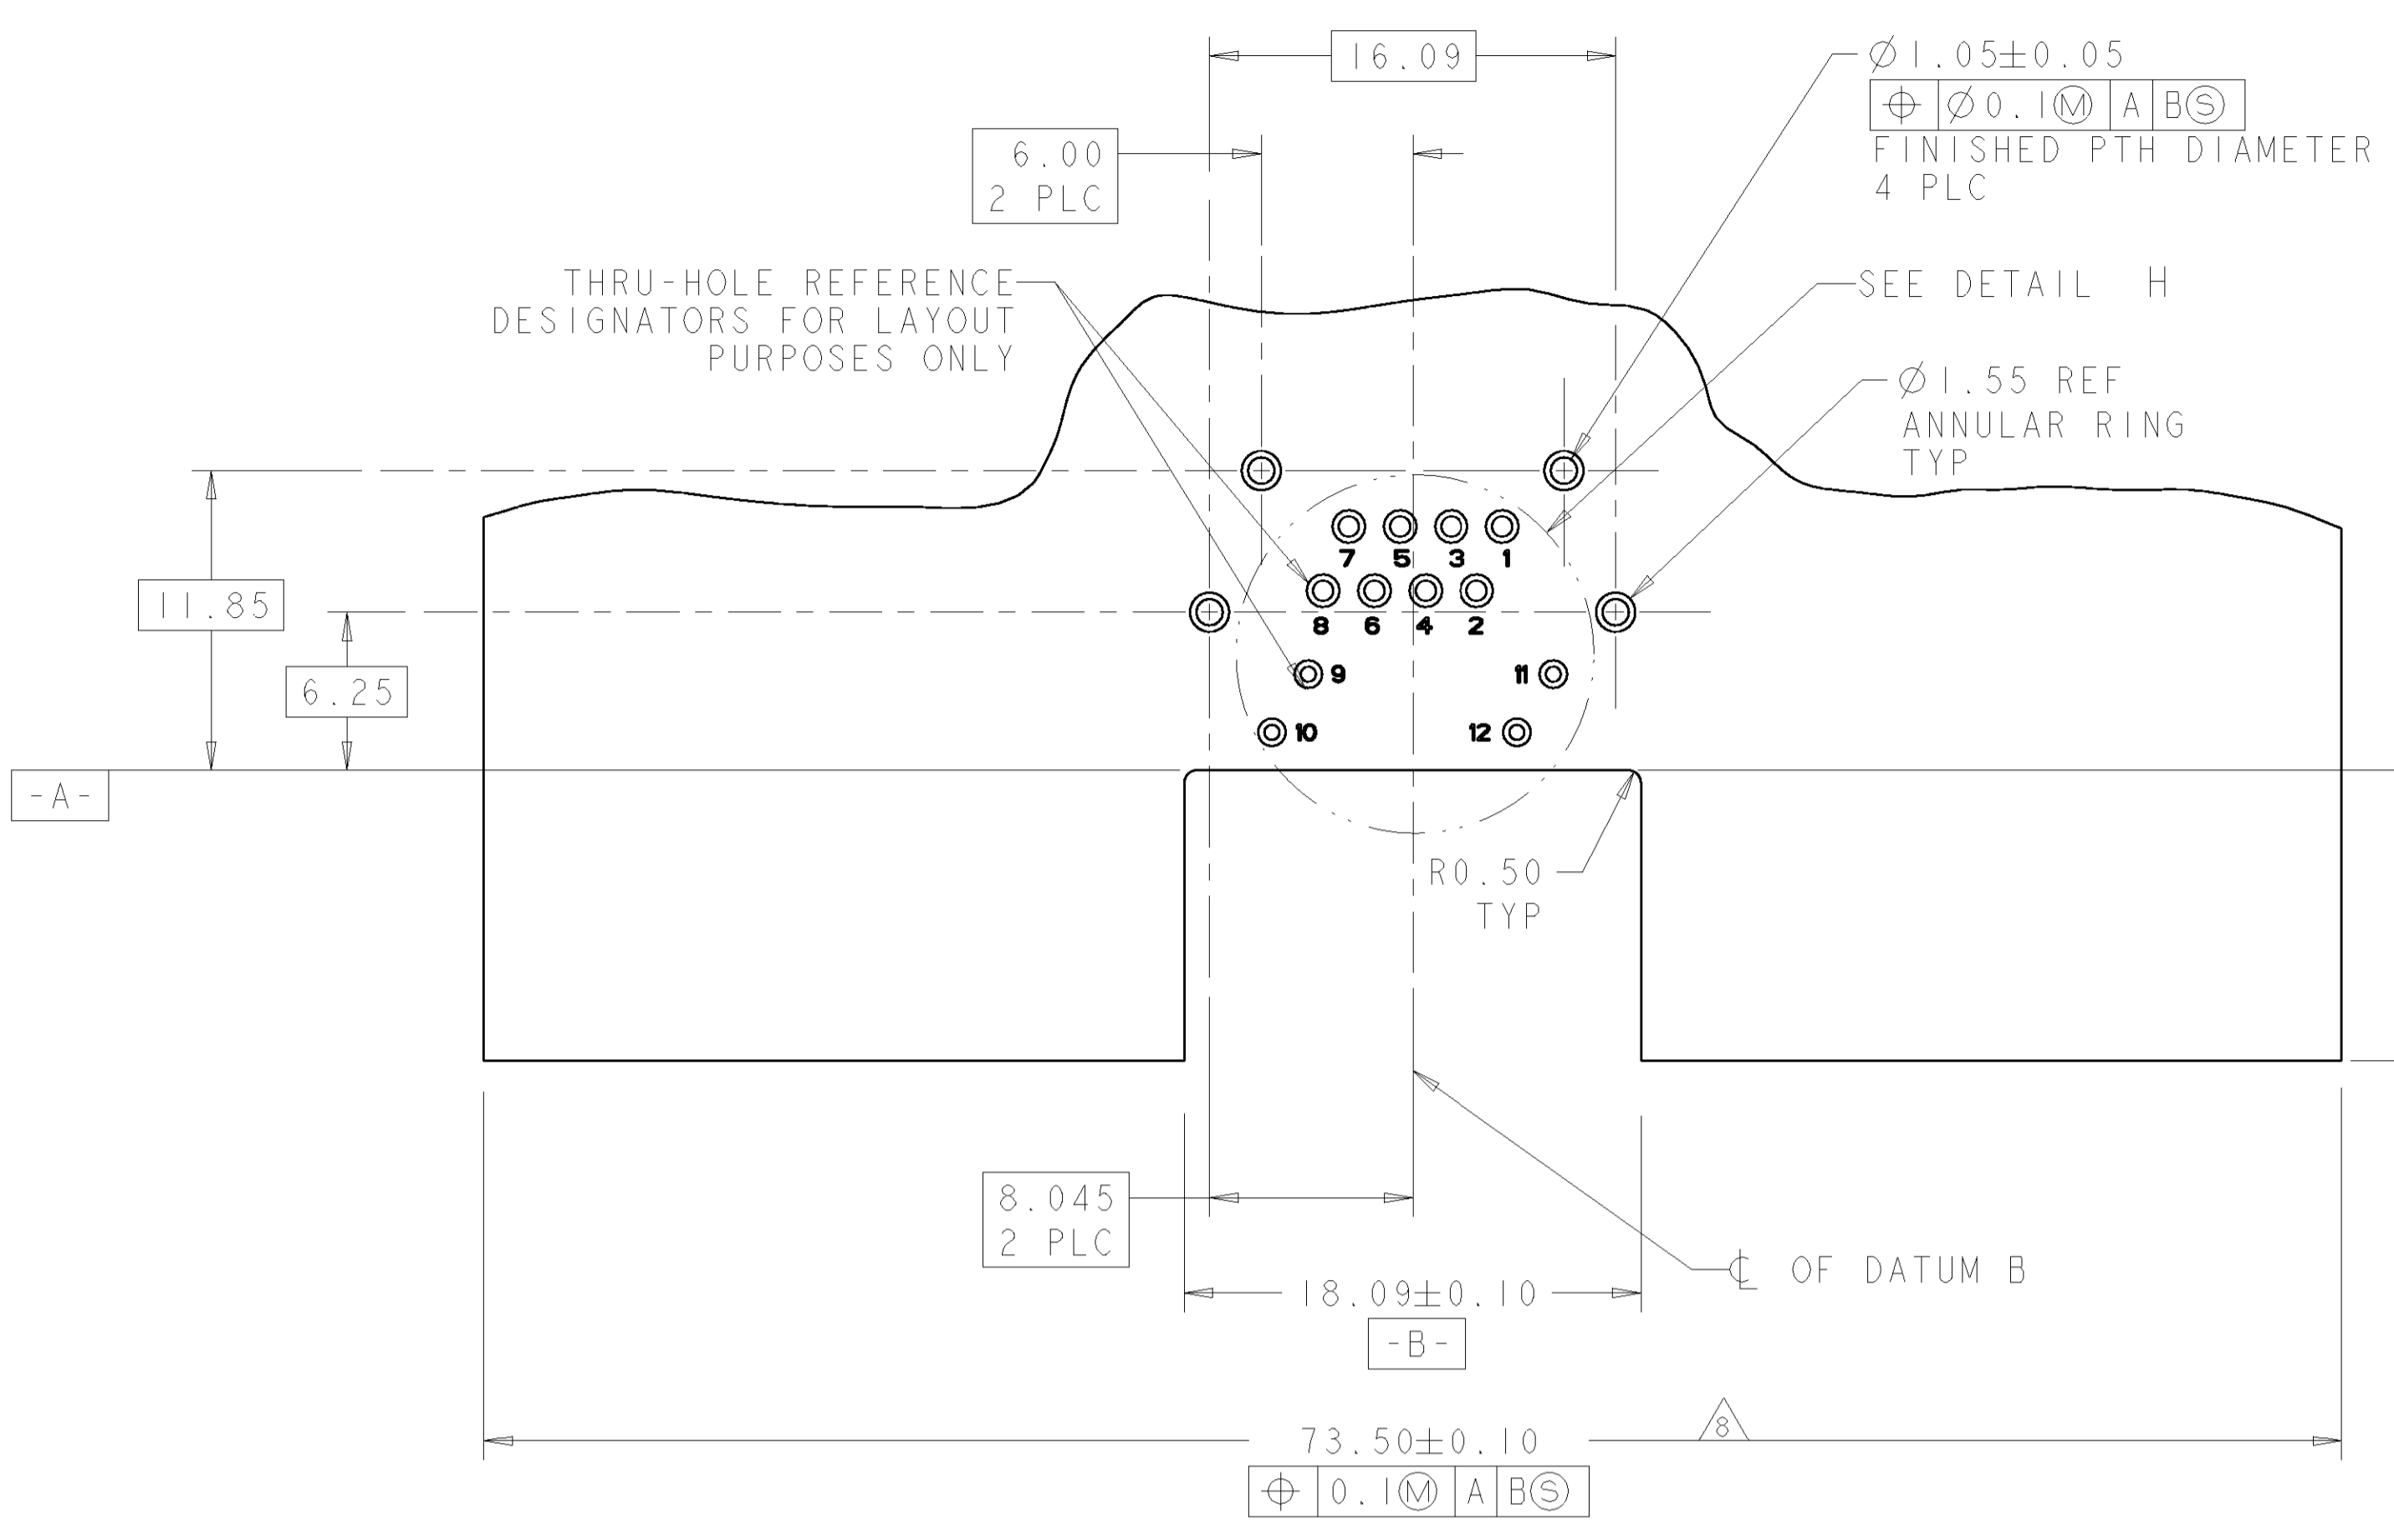 16.09
6.00
2 PLC
Ø1.05±0.05
⌖ Ø0.1Ⓜ A BⓈ
FINISHED PTH DIAMETER
4 PLC
THRU-HOLE REFERENCE
DESIGNATORS FOR LAYOUT
PURPOSES ONLY
SEE DETAIL H
Ø1.55 REF
ANNULAR RING
TYP
7 5 3 1
8 6 4 2
9 11
10 12
11.85
6.25
-A-
R0.50
TYP
8.045
2 PLC
℄ OF DATUM B
18.09±0.10
-B-
73.50±0.10
8
⌖ 0.1Ⓜ A BⓈ